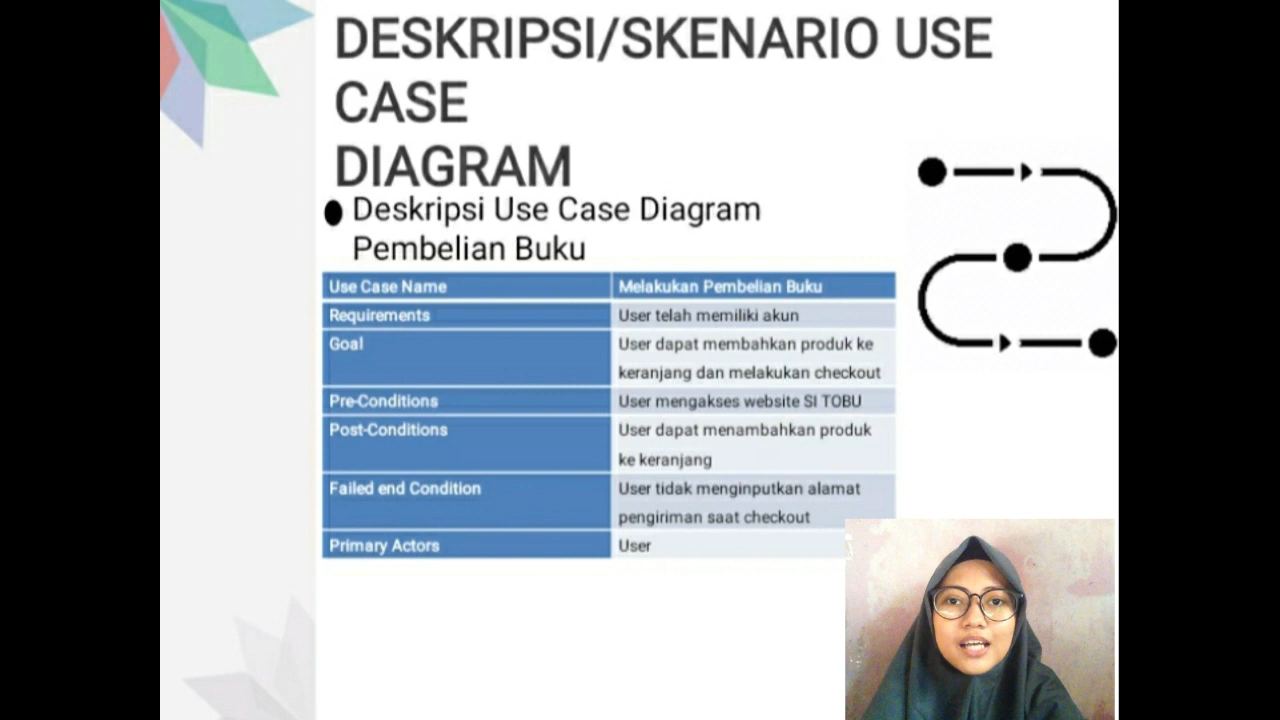 DESKRIPSI/SKENARIO USE
CASE
DIAGRAM
Deskripsi Use Case Diagram
Pembelian Buku
Use Case Name
Melakukan Pembelian Buku
Requirements
User telah memiliki akun
Goal
User dapat membahkan produk ke
keranjang dan melakukan checkout
Pre-Conditions
User mengakses website SI TOBU
Post-Conditions
User dapat menambahkan produk
ke keranjang
Failed end Condition
User tidak menginputkan alamat
pengiriman saat checkout
Primary Actors
User